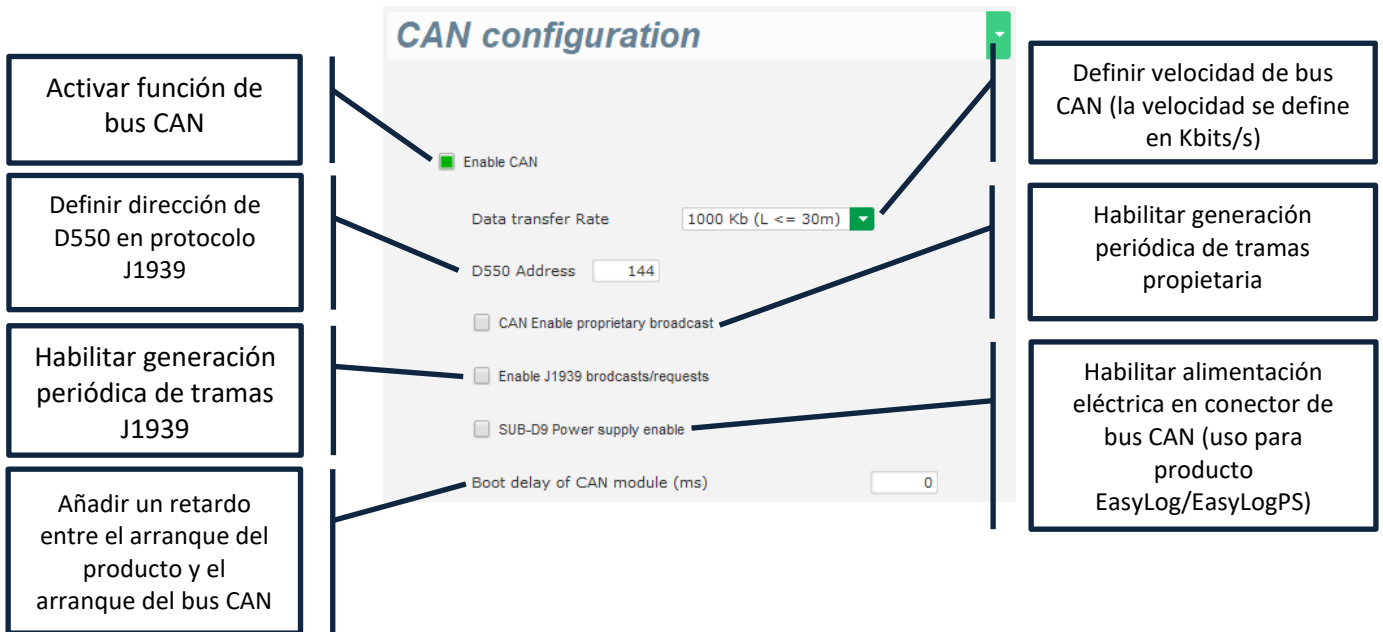 CAN configuration
Activar función de
bus CAN
Definir dirección de
D550 en protocolo
J1939
Habilitar generación
periódica de tramas
J1939
Añadir un retardo
entre el arranque del
producto y el
arranque del bus CAN
Enable CAN
Data transfer Rate
1000 Kb (L <= 30m)
D550 Address
144
CAN Enable proprietary broadcast
Enable J1939 brodcasts/requests
SUB-D9 Power supply enable
Boot delay of CAN module (ms)
0
Definir velocidad de bus
CAN (la velocidad se define
en Kbits/s)
Habilitar generación
periódica de tramas
propietaria
Habilitar alimentación
eléctrica en conector de
bus CAN (uso para
producto
EasyLog/EasyLogPS)